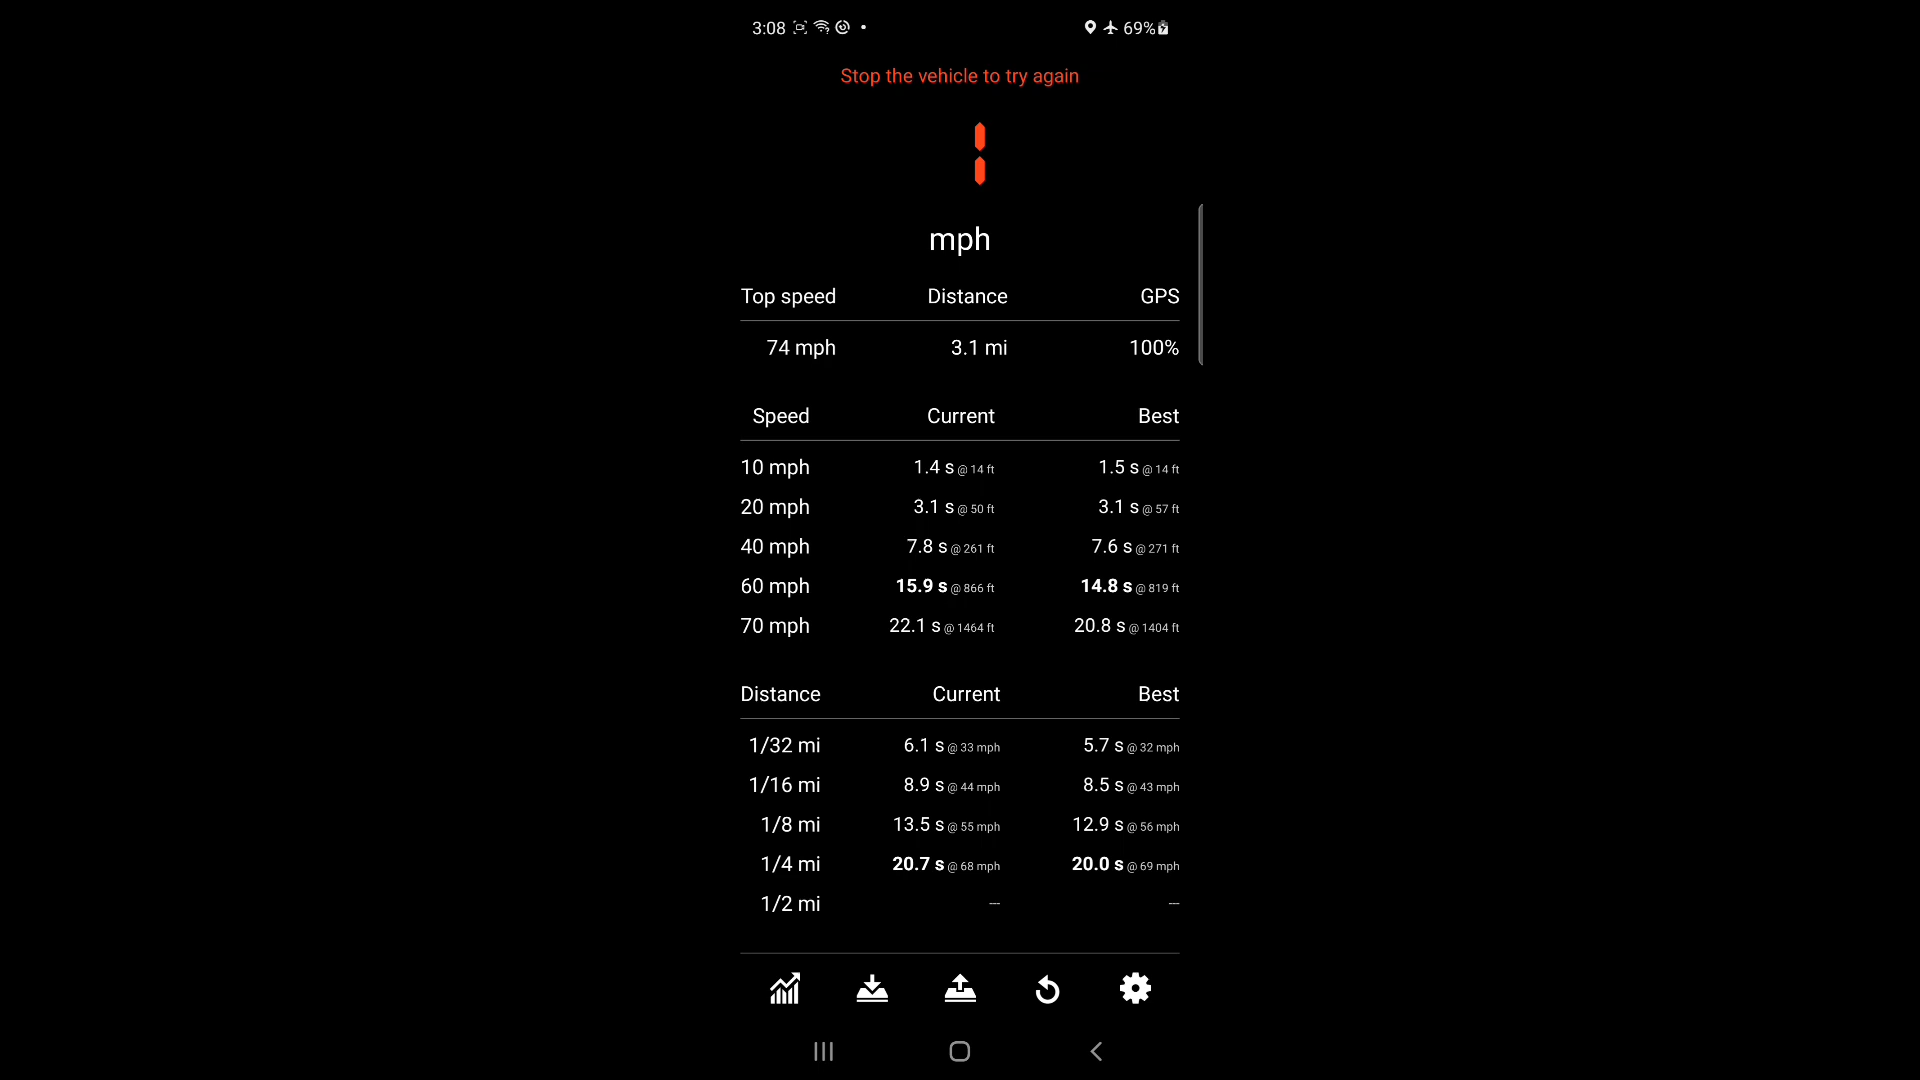 3:08 69%
Stop the vehicle to try again
1
mph
Top speed Distance GPS
74 mph 3.1 mi 100%
Speed Current Best
10 mph 1.4 s @ 14 ft 1.5 s @ 14 ft
20 mph 3.1 s @ 50 ft 3.1 s @ 57 ft
40 mph 7.8 s @ 261 ft 7.6 s @ 271 ft
60 mph 15.9 s @ 866 ft 14.8 s @ 819 ft
70 mph 22.1 s @ 1464 ft 20.8 s @ 1404 ft
Distance Current Best
1/32 mi 6.1 s @ 33 mph 5.7 s @ 32 mph
1/16 mi 8.9 s @ 44 mph 8.5 s @ 43 mph
1/8 mi 13.5 s @ 55 mph 12.9 s @ 56 mph
1/4 mi 20.7 s @ 68 mph 20.0 s @ 69 mph
1/2 mi --- ---